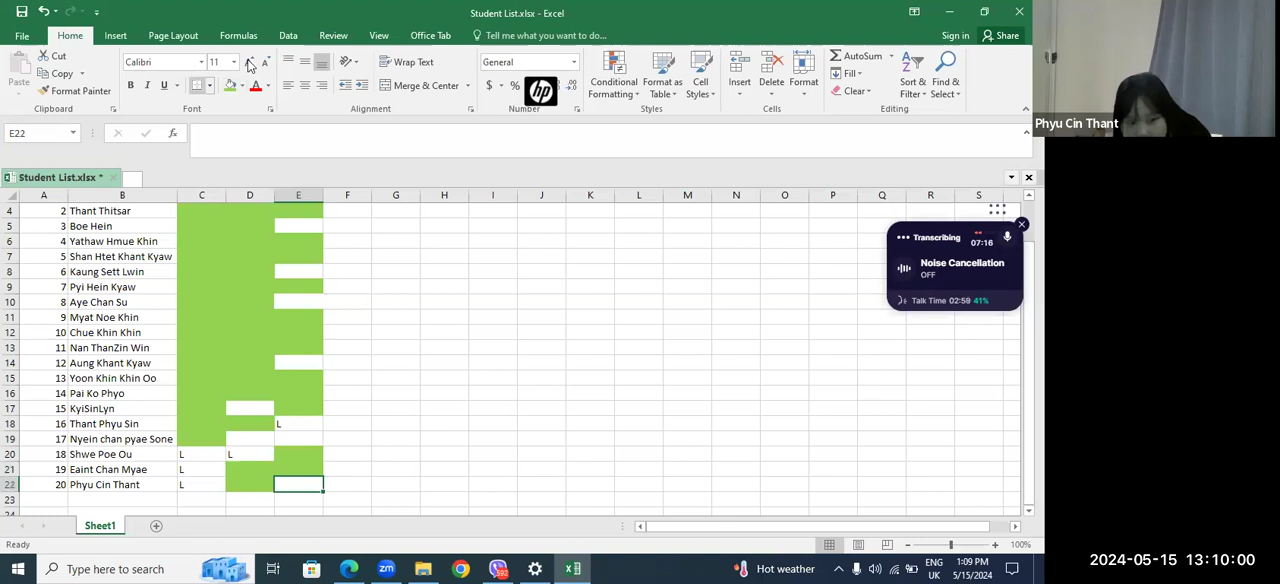 Student List.xlsx - Excel
File Home Insert Page Layout Formulas Data Review View Office Tab Tell me what you want to do... Sign in Share
Paste Cut Copy Format Painter Clipboard
Calibri 11 B I U Font
Wrap Text Merge & Center Alignment
General $ % Number
hp
Conditional Formatting Format as Table Cell Styles Styles
Insert Delete Format Cells
AutoSum Fill Clear Sort & Filter Find & Select Editing
Phyu Cin Thant
E22 fx
Student List.xlsx *
A B C D E F G H I J K L M N O P Q R S
4 2 Thant Thitsar
5 3 Boe Hein
6 4 Yathaw Hmue Khin
7 5 Shan Htet Khant Kyaw
8 6 Kaung Sett Lwin
9 7 Pyi Hein Kyaw
10 8 Aye Chan Su
11 9 Myat Noe Khin
12 10 Chue Khin Khin
13 11 Nan ThanZin Win
14 12 Aung Khant Kyaw
15 13 Yoon Khin Khin Oo
16 14 Pai Ko Phyo
17 15 KyiSinLyn
18 16 Thant Phyu Sin L
19 17 Nyein chan pyae Sone
20 18 Shwe Poe Ou L L
21 19 Eaint Chan Myae L
22 20 Phyu Cin Thant L
23
24
Transcribing 07:16
Noise Cancellation
OFF
Talk Time 02:59 41%
Sheet1
Ready 100%
Type here to search zm Hot weather ENG UK 1:09 PM 5/15/2024
2024-05-15 13:10:00